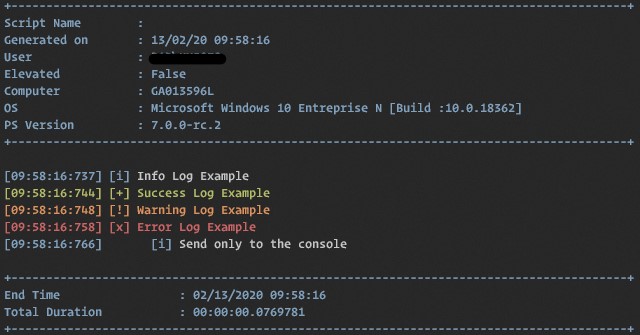 +------------------------------------------------------------------------------------------+
Script Name :
Generated on : 13/02/20 09:58:16
User :
Elevated : False
Computer : GA013596L
OS : Microsoft Windows 10 Entreprise N [Build :10.0.18362]
PS Version : 7.0.0-rc.2
+------------------------------------------------------------------------------------------+
[09:58:16:737] [i] Info Log Example
[09:58:16:744] [+] Success Log Example
[09:58:16:748] [!] Warning Log Example
[09:58:16:758] [x] Error Log Example
[09:58:16:766] [i] Send only to the console
+------------------------------------------------------------------------------------------+
End Time : 02/13/2020 09:58:16
Total Duration : 00:00:00.0769781
+------------------------------------------------------------------------------------------+